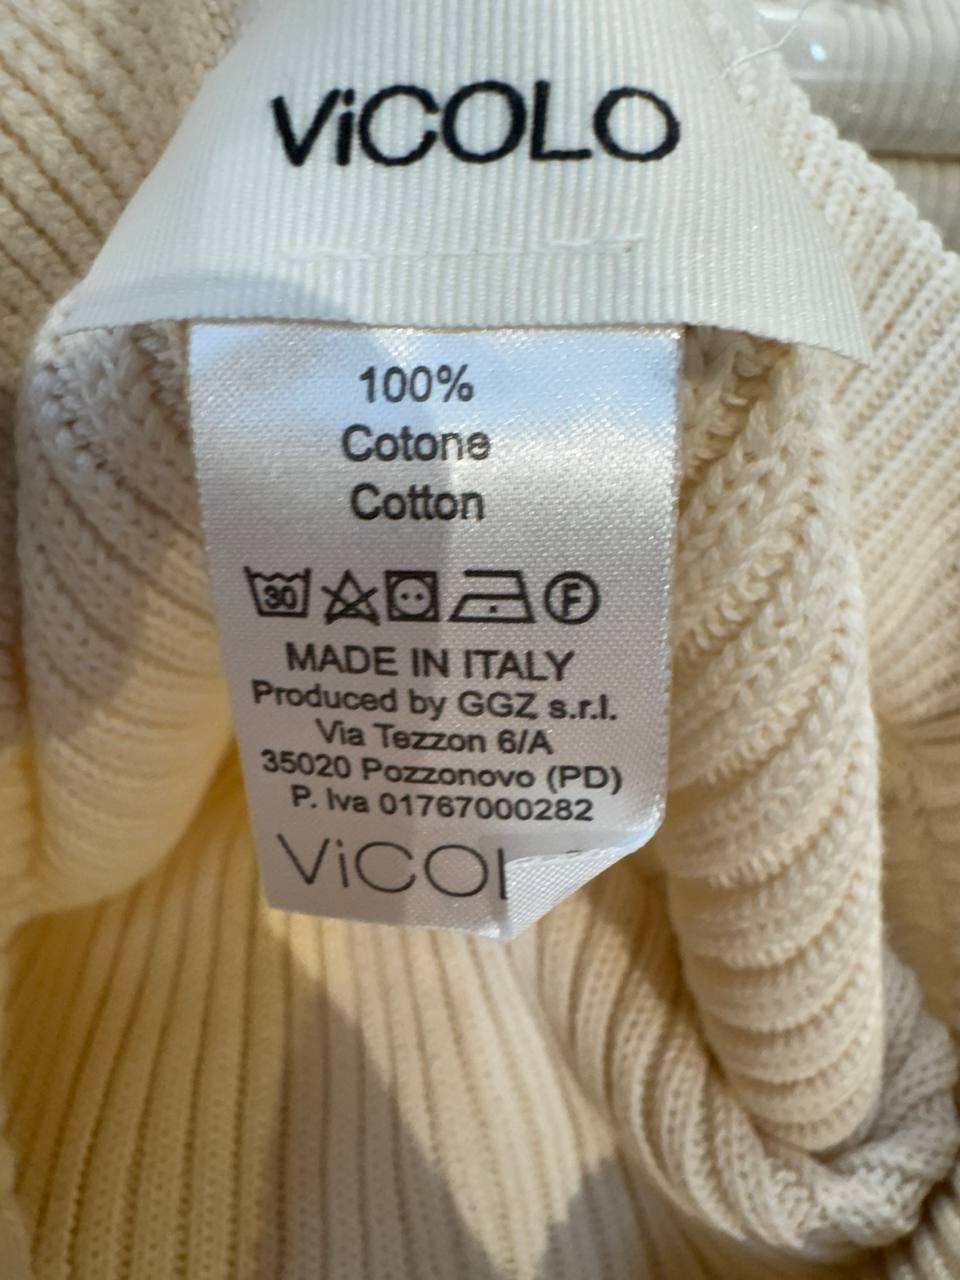 ViCOLO
100%
Cotone
Cotton
30 F
MADE IN ITALY
Produced by GGZ s.r.l.
Via Tezzon 6/A
35020 Pozzonovo (PD)
P. Iva 01767000282
ViCOL